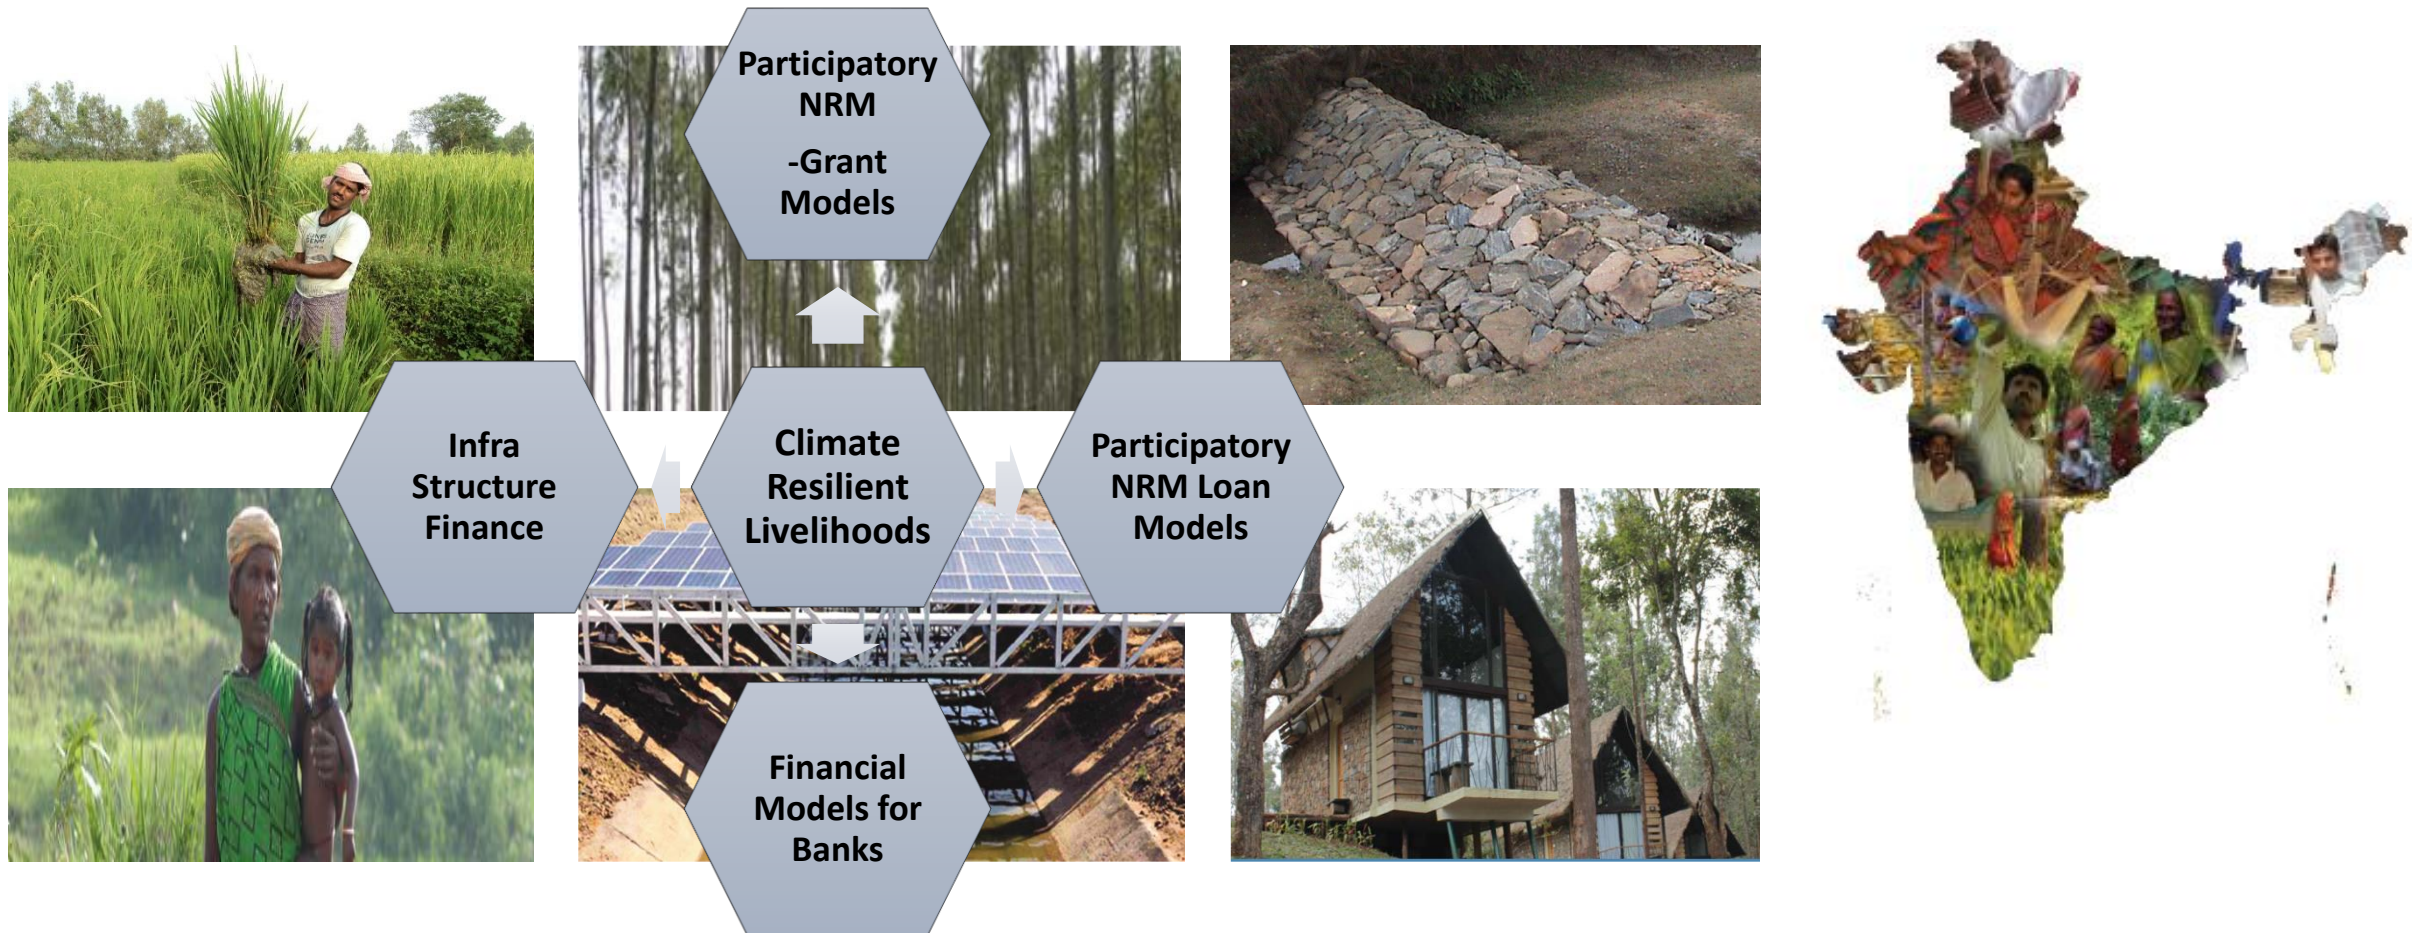 Participatory
NRM
-Grant
Models
Infra
Structure
Finance
Climate
Resilient
Livelihoods
Participatory
NRM Loan
Models
Financial
Models for
Banks